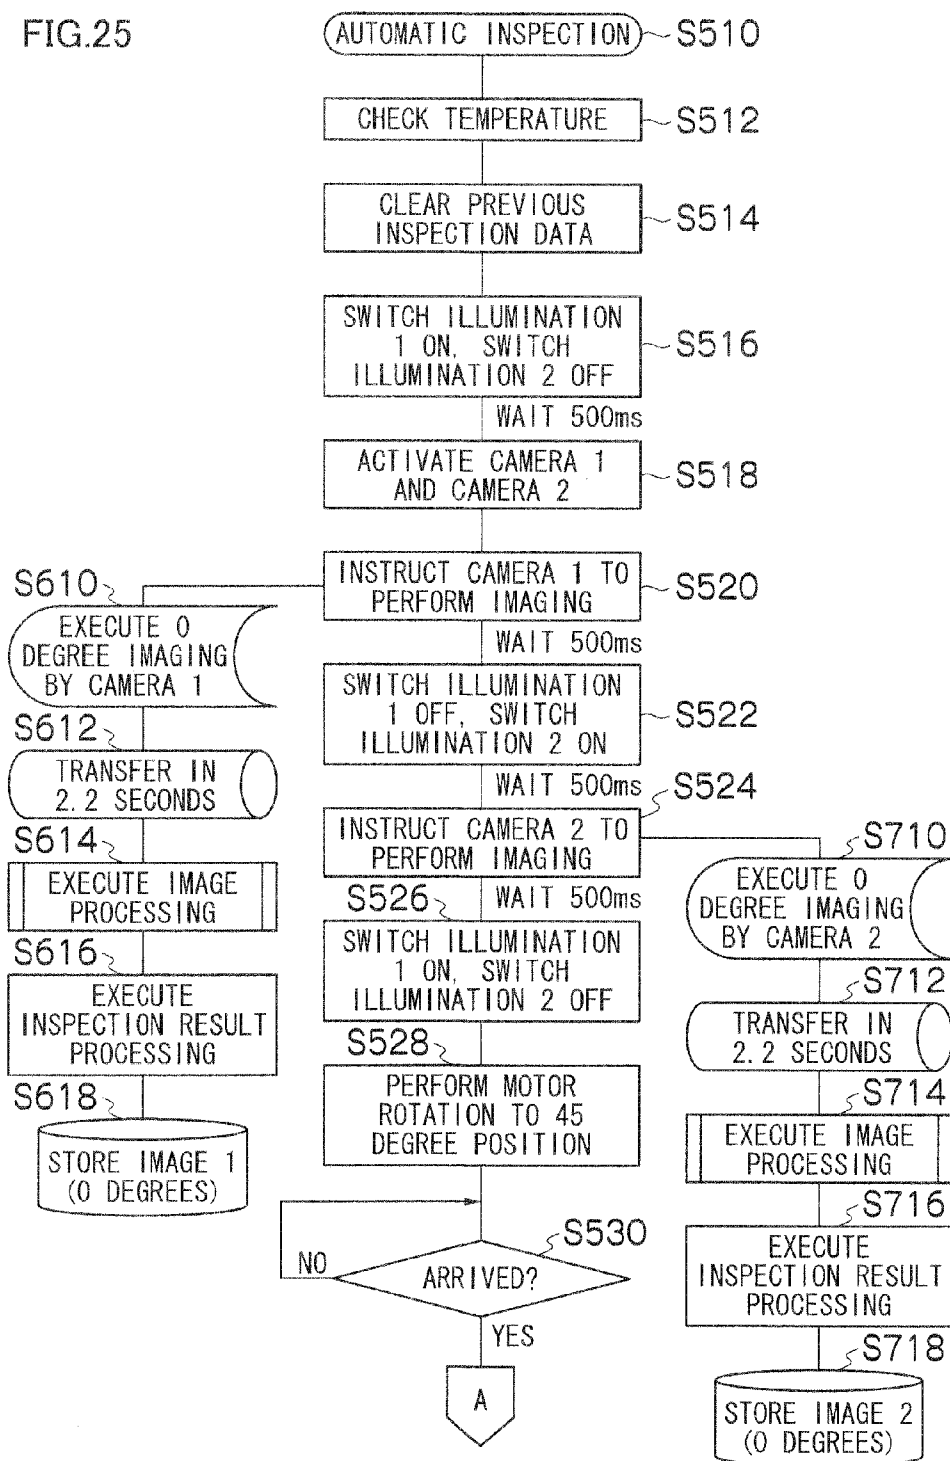 FIG.25
AUTOMATIC INSPECTION
S510
CHECK TEMPERATURE
S512
CLEAR PREVIOUS
INSPECTION DATA
S514
SWITCH ILLUMINATION
1 ON, SWITCH
ILLUMINATION 2 OFF
S516
WAIT 500ms
ACTIVATE CAMERA 1
AND CAMERA 2
S518
INSTRUCT CAMERA 1 TO
PERFORM IMAGING
S520
WAIT 500ms
SWITCH ILLUMINATION
1 OFF, SWITCH
ILLUMINATION 2 ON
S522
WAIT 500ms
INSTRUCT CAMERA 2 TO
PERFORM IMAGING
S524
WAIT 500ms
S526
SWITCH ILLUMINATION
1 ON, SWITCH
ILLUMINATION 2 OFF
S528
PERFORM MOTOR
ROTATION TO 45
DEGREE POSITION
S530
ARRIVED?
NO
YES
A
S610
EXECUTE 0
DEGREE IMAGING
BY CAMERA 1
S612
TRANSFER IN
2.2 SECONDS
S614
EXECUTE IMAGE
PROCESSING
S616
EXECUTE
INSPECTION RESULT
PROCESSING
S618
STORE IMAGE 1
(0 DEGREES)
S710
EXECUTE 0
DEGREE IMAGING
BY CAMERA 2
S712
TRANSFER IN
2.2 SECONDS
S714
EXECUTE IMAGE
PROCESSING
S716
EXECUTE
INSPECTION RESULT
PROCESSING
S718
STORE IMAGE 2
(0 DEGREES)